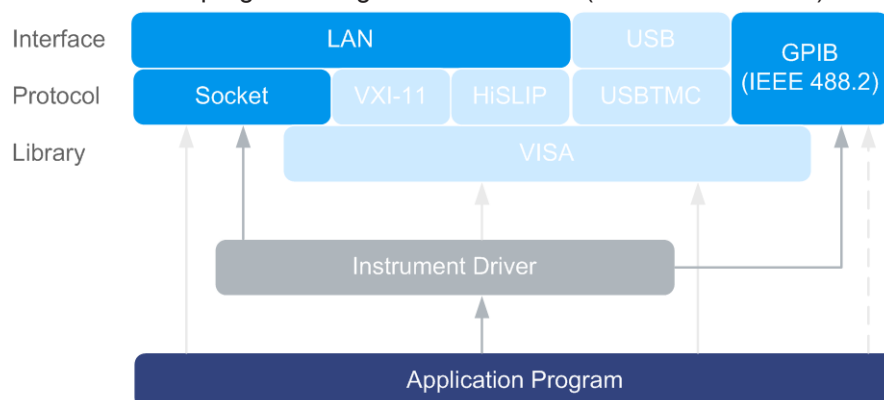 Interface LAN USB GPIB
(IEEE 488.2)
Protocol Socket VXI-11 HiSLIP USBTMC
Library VISA
Instrument Driver
Application Program